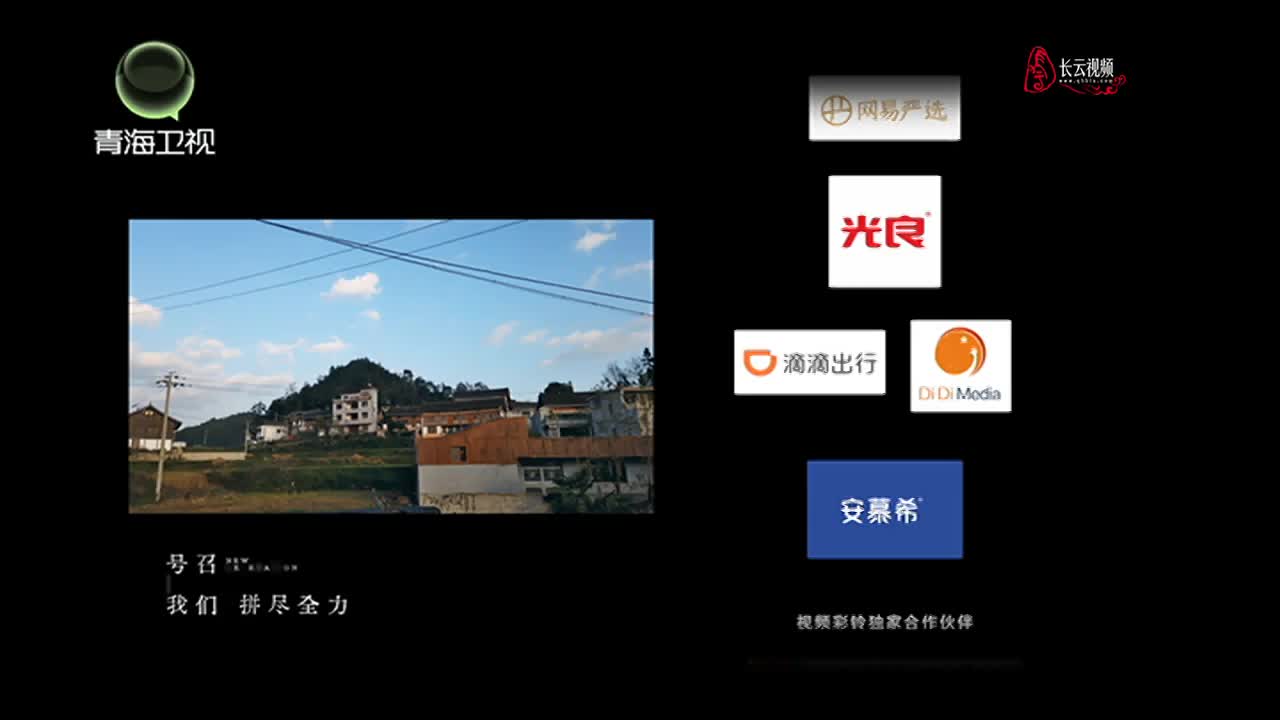 青海卫视
长云视频
网易严选
光良
滴滴出行
DiDi Media
安慕希
号召
我们 拼尽全力
视频彩铃独家合作伙伴